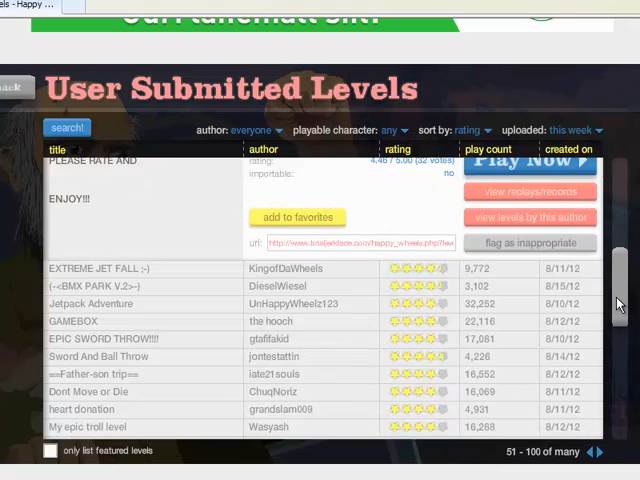 els - Happy ...
ack
User Submitted Levels
search!
author: everyone playable character: any sort by: rating uploaded: this week
title author rating play count created on
PLEASE RATE AND
ENJOY!!!
rating: 4.46 / 5.00 (32 votes)
importable: no
add to favorites
url: http://www.totaljerkface.com/happy_wheels.php?lev
Play Now
view replays/records
view levels by this author
flag as inappropriate
EXTREME JET FALL ;-) KingofDaWheels 9,772 8/11/12
(-<BMX PARK V.2>-) DieselWiesel 3,102 8/15/12
Jetpack Adventure UnHappyWheelz123 32,252 8/10/12
GAMEBOX the hooch 22,116 8/12/12
EPIC SWORD THROW!!!! gtafifakid 17,081 8/10/12
Sword And Ball Throw jontestattin 4,226 8/14/12
==Father-son trip== iate21souls 16,552 8/12/12
Dont Move or Die ChuqNoriz 16,069 8/11/12
heart donation grandslam009 4,931 8/11/12
My epic troll level Wasyash 16,288 8/11/12
only list featured levels
51 - 100 of many